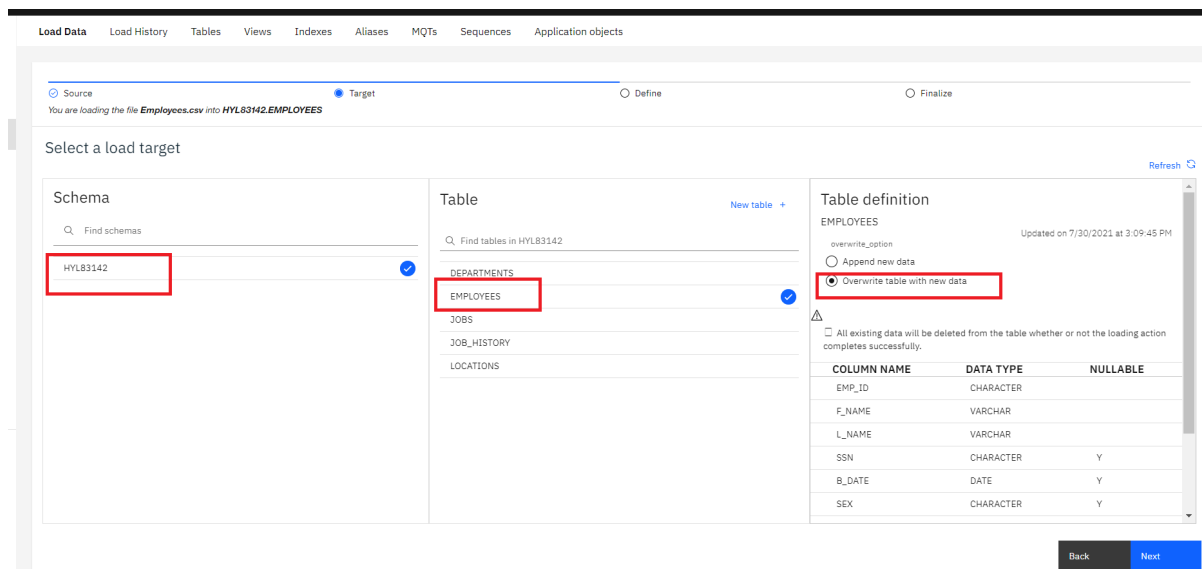 Load Data Load History Tables Views Indexes Aliases MQTs Sequences Application objects
Source Target Define Finalize
You are loading the file Employees.csv into HYL83142.EMPLOYEES
Select a load target
Refresh
Schema
Find schemas
HYL83142
Table
New table +
Find tables in HYL83142
DEPARTMENTS
EMPLOYEES
JOBS
JOB_HISTORY
LOCATIONS
Table definition
EMPLOYEES
Updated on 7/30/2021 at 3:09:45 PM
overwrite_option
Append new data
Overwrite table with new data
All existing data will be deleted from the table whether or not the loading action
completes successfully.
COLUMN NAME DATA TYPE NULLABLE
EMP_ID CHARACTER
F_NAME VARCHAR
L_NAME VARCHAR
SSN CHARACTER Y
B_DATE DATE Y
SEX CHARACTER Y
Back Next